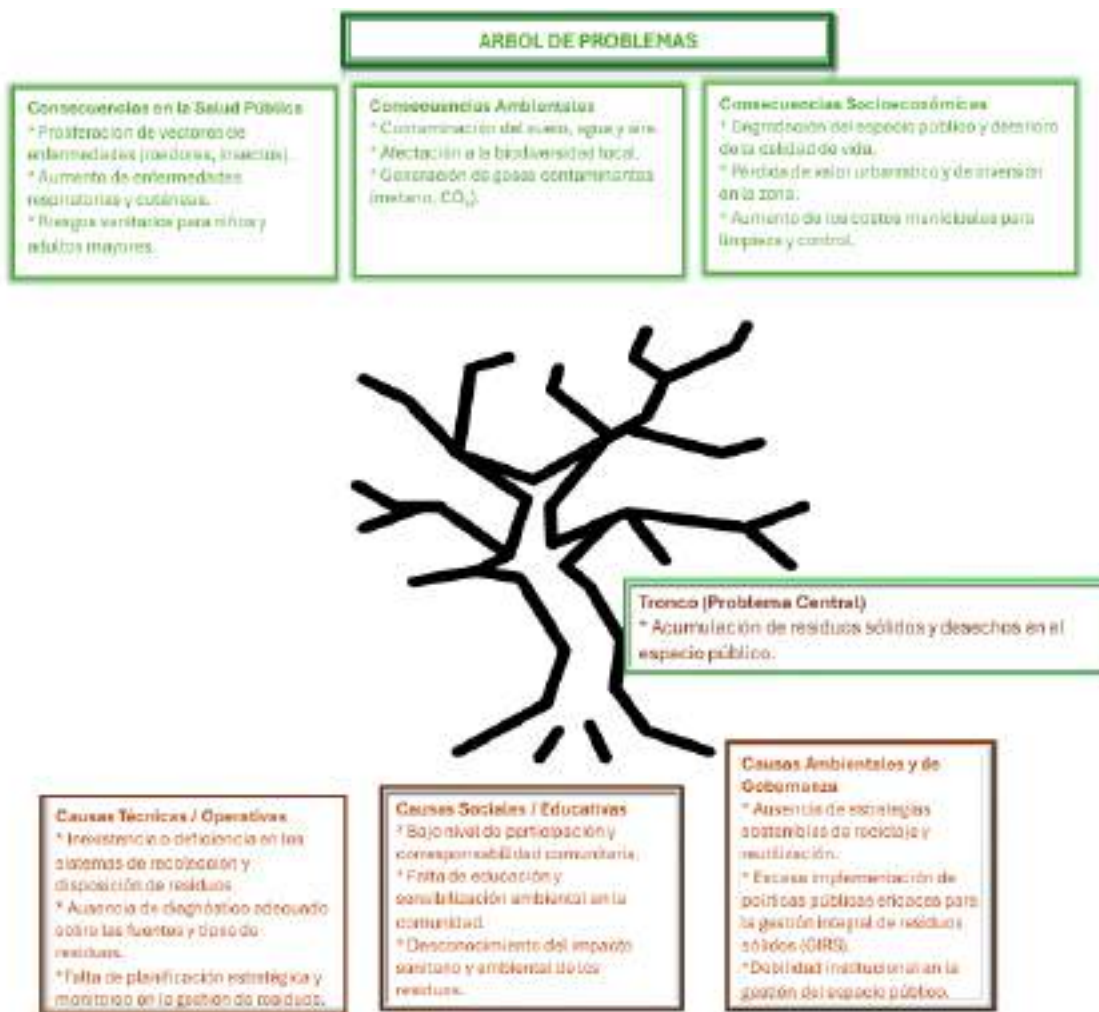 ARBOL DE PROBLEMAS
Consecuencias en la Salud Pública
* Proliferación de vectores de
enfermedades (roedores, insectos).
* Aumento de enfermedades
respiratorias y cutáneas.
* Riesgos sanitarios para niños y
adultos mayores.
Consecuencias Ambientales
* Contaminación del suelo, agua y aire.
* Afectación a la biodiversidad local.
* Generación de gases contaminantes
(metano, CO₂).
Consecuencias Socioeconómicas
* Degradación del espacio público y deterioro
de la calidad de vida.
* Pérdida de valor urbanístico y de inversión
en la zona.
* Aumento de los costos municipales para
limpieza y control.
Tronco (Problema Central)
* Acumulación de residuos sólidos y desechos en el
espacio público.
Causas Técnicas / Operativas
* Inexistencia o deficiencia en los
sistemas de recolección y
disposición de residuos
* Ausencia de diagnóstico adecuado
sobre las fuentes y tipos de
residuos.
* Falta de planificación estratégica y
monitoreo en la gestión de residuos.
Causas Sociales / Educativas
* Bajo nivel de participación y
corresponsabilidad comunitaria.
* Falta de educación y
sensibilización ambiental en la
comunidad.
* Desconocimiento del impacto
sanitario y ambiental de los
residuos.
Causas Ambientales y de
Gobernanza
* Ausencia de estrategias
sostenibles de reciclaje y
reutilización.
* Escasa implementación de
políticas públicas eficaces para
la gestión integral de residuos
sólidos (GIRS).
* Debilidad institucional en la
gestión del espacio público.